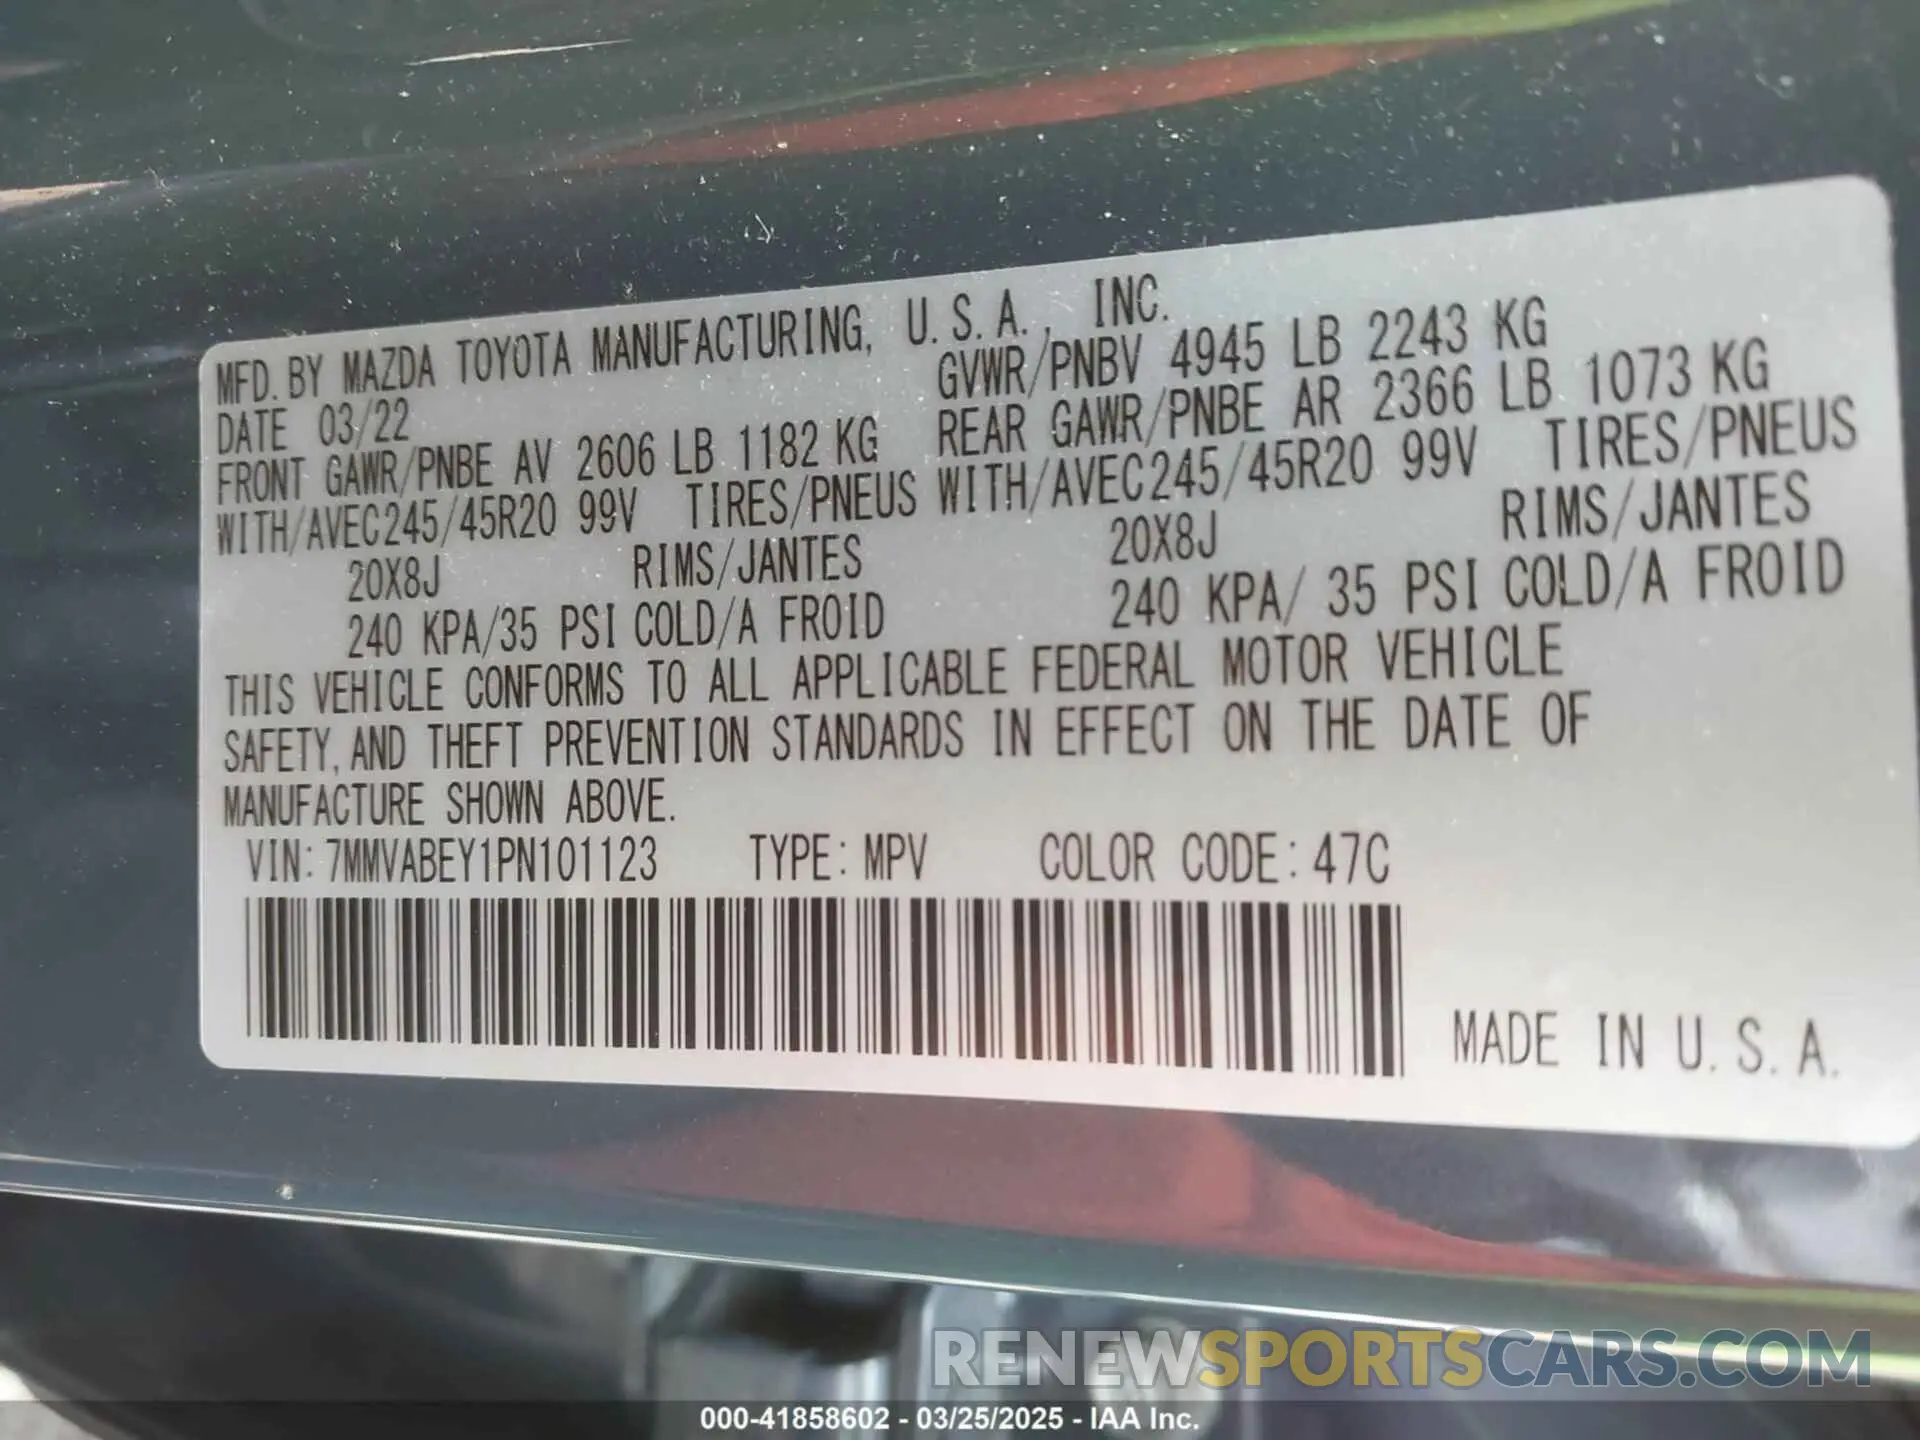 MFD. BY MAZDA TOYOTA MANUFACTURING, U.S.A., INC.
DATE 03/22 GVWR/PNBV 4945 LB 2243 KG
FRONT GAWR/PNBE AV 2606 LB 1182 KG REAR GAWR/PNBE AR 2366 LB 1073 KG
WITH/AVEC245/45R20 99V TIRES/PNEUS WITH/AVEC245/45R20 99V TIRES/PNEUS
20X8J RIMS/JANTES 20X8J RIMS/JANTES
240 KPA/35 PSI COLD/A FROID 240 KPA/ 35 PSI COLD/A FROID
THIS VEHICLE CONFORMS TO ALL APPLICABLE FEDERAL MOTOR VEHICLE
SAFETY, AND THEFT PREVENTION STANDARDS IN EFFECT ON THE DATE OF
MANUFACTURE SHOWN ABOVE.
VIN: 7MMVABEY1PN101123 TYPE: MPV COLOR CODE: 47C
MADE IN U.S.A.
RENEWSPORTSCARS.COM
000-41858602 - 03/25/2025 - IAA Inc.